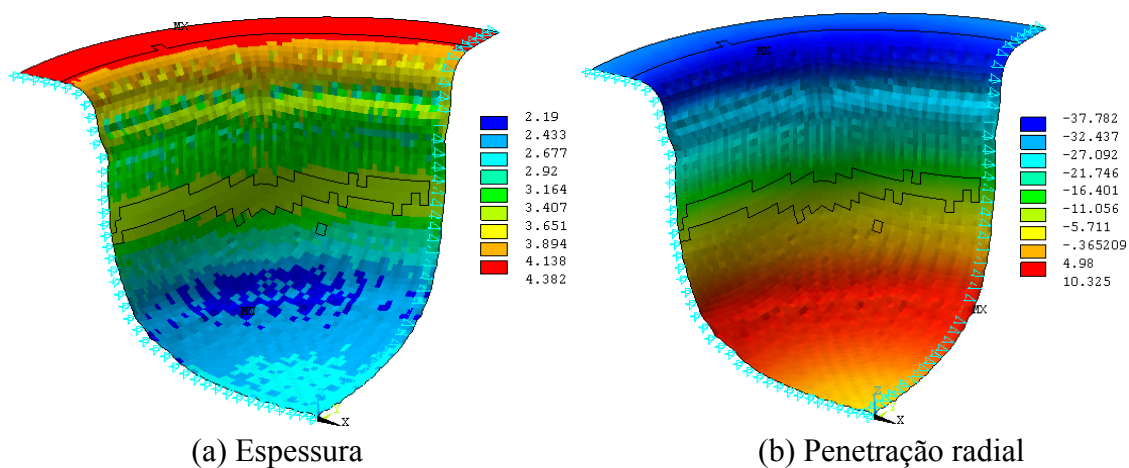 MX
2.19
2.433
2.677
2.92
3.164
3.407
3.651
3.894
4.138
4.382
X
(a) Espessura
MN
-37.782
-32.437
-27.092
-21.746
-16.401
-11.056
-5.711
-.365209
4.98
10.325
MX
Z
X
(b) Penetração radial